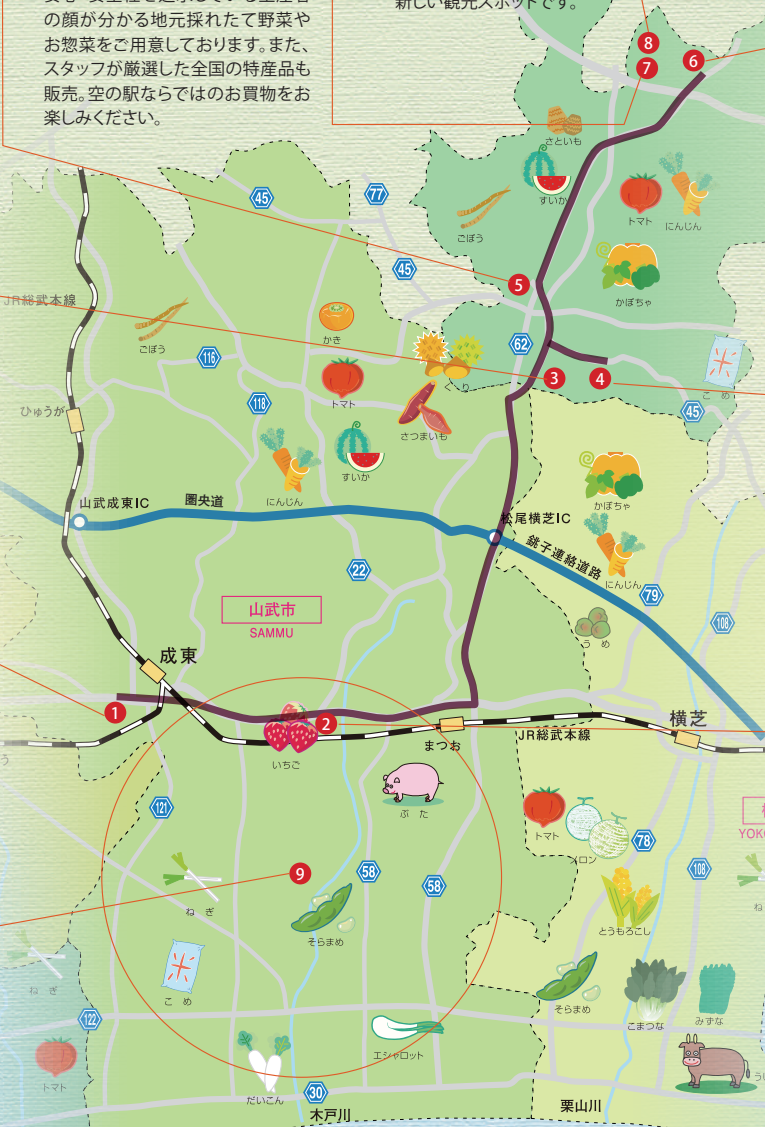 の顔が分かる地元採れたて野菜や
お惣菜をご用意しております。また、
スタッフが厳選した全国の特産品も
販売。空の駅ならではのお買物をお
楽しみください。
新しい観光スポットです。
8
7
6
さといも
すいか
ごぼう
トマト
にんじん
かぼちゃ
45
77
45
5
JR総武本線
ごぼう
かき
116
トマト
118
くり
さつまいも
62
3
4
こめ
45
ひゅうが
にんじん
すいか
かぼちゃ
山武成東IC
圏央道
松尾横芝IC
銚子連絡道路
にんじん
22
79
うめ
108
山武市
SAMMU
成東
1
2
いちご
まつお
JR総武本線
横芝
ぶた
121
トマト
メロン
78
YOKO
9
58
58
108
ねぎ
そらまめ
とうもろこし
ね
ねぎ
こめ
そらまめ
こまつな
みずな
122
トマト
エシャロット
だいこん
30
木戸川
栗山川